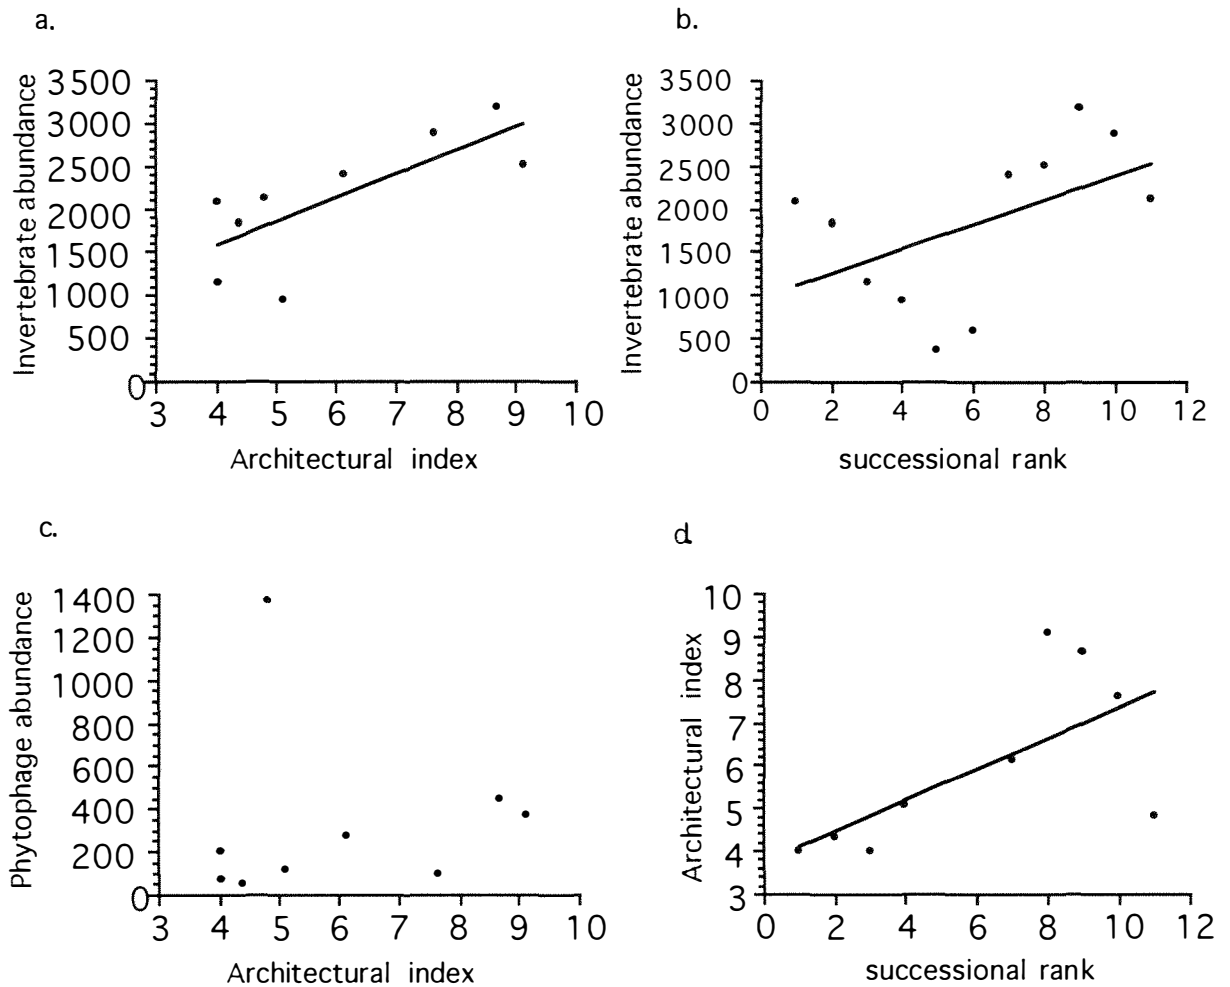 a.
Invertebrate abundance
3500
3000
2500
2000
1500
1000
500
0
3 4 5 6 7 8 9 10
Architectural index
b.
Invertebrate abundance
3500
3000
2500
2000
1500
1000
500
0
0 2 4 6 8 10 12
successional rank
c.
Phytophage abundance
1400
1200
1000
800
600
400
200
0
3 4 5 6 7 8 9 10
Architectural index
d
Architectural index
10
9
8
7
6
5
4
3
0 2 4 6 8 10 12
successional rank